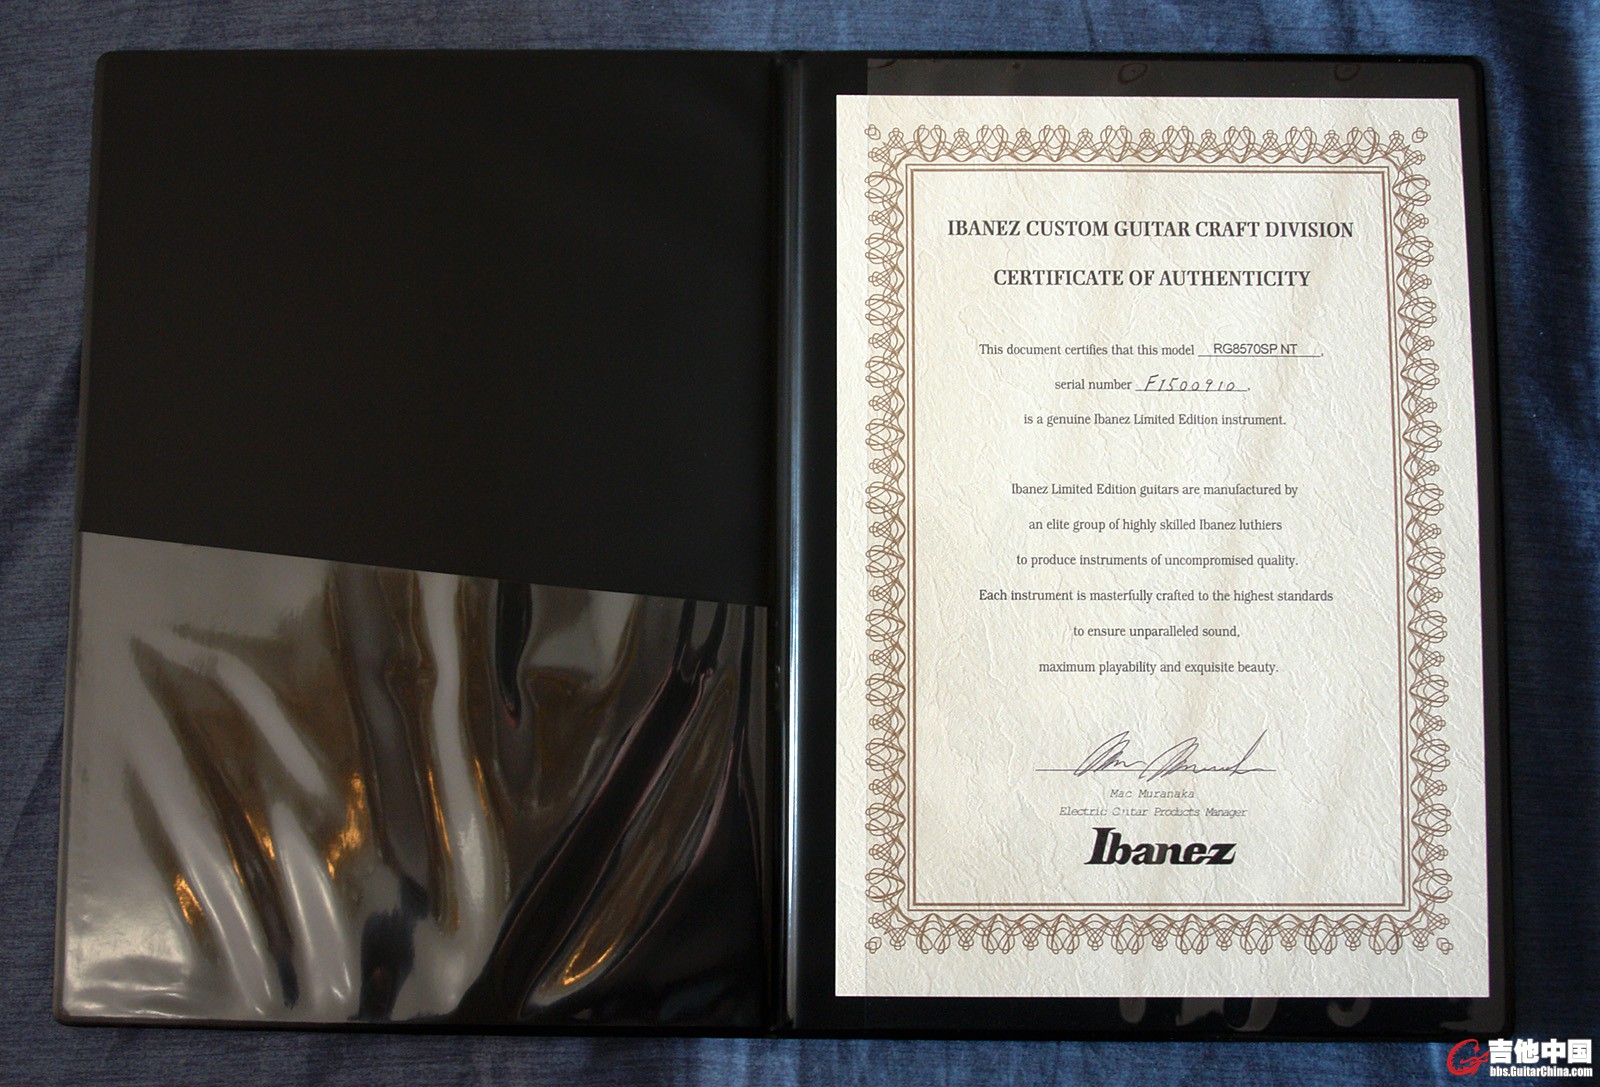 IBANEZ CUSTOM GUITAR CRAFT DIVISION
CERTIFICATE OF AUTHENTICITY
This document certifies that this model RG8570SP NT,
serial number F1500910,
is a genuine Ibanez Limited Edition instrument.
Ibanez Limited Edition guitars are manufactured by
an elite group of highly skilled Ibanez luthiers
to produce instruments of uncompromised quality.
Each instrument is masterfully crafted to the highest standards
to ensure unparalleled sound,
maximum playability and exquisite beauty.
Mac Muranaka
Electric Guitar Products Manager
Ibanez
吉他中国
bbs.GuitarChina.com